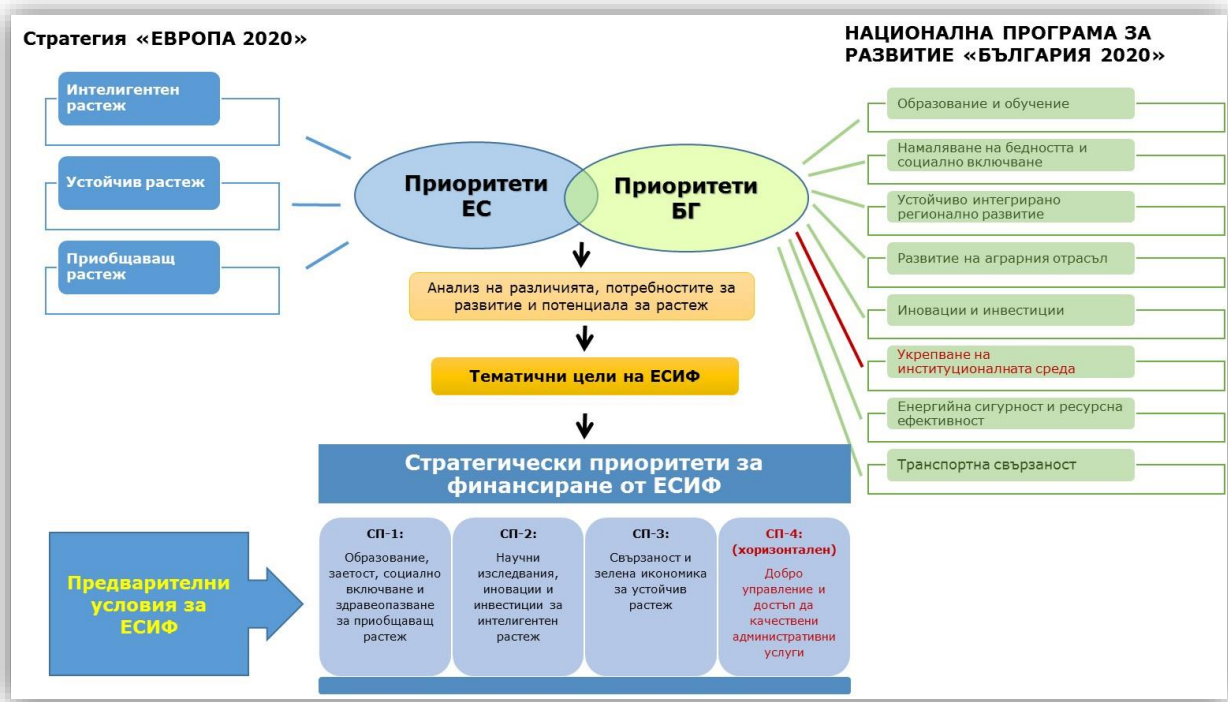 Стратегия «ЕВРОПА 2020»
Интелигентен
растеж
Устойчив растеж
Приобщаващ
растеж
НАЦИОНАЛНА ПРОГРАМА ЗА
РАЗВИТИЕ «БЪЛГАРИЯ 2020»
Образование и обучение
Намаляване на бедността и
социално включване
Устойчиво интегрирано
регионално развитие
Развитие на аграрния отрасъл
Иновации и инвестиции
Укрепване на
институционалната среда
Енергийна сигурност и ресурсна
ефективност
Транспортна свързаност
Приоритети
ЕС
Приоритети
БГ
Анализ на различията, потребностите за
развитие и потенциала за растеж
Тематични цели на ЕСИФ
Стратегически приоритети за
финансиране от ЕСИФ
Предварителни
условия за
ЕСИФ
СП-1:
Образование,
заетост, социално
включване и
здравеопазване
за приобщаващ
растеж
СП-2:
Научни
изследвания,
иновации и
инвестиции за
интелигентен
растеж
СП-3:
Свързаност и
зелена икономика
за устойчив
растеж
СП-4:
(хоризонтален)
Добро
управление и
достъп да
качествени
административни
услуги